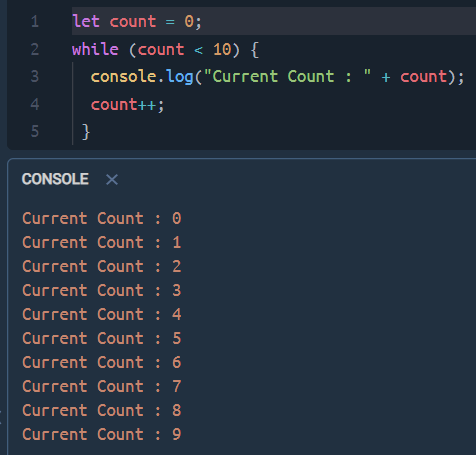 1 let count = 0;
2 while (count < 10) {
3 console.log("Current Count : " + count);
4 count++;
5 }
CONSOLE ×
Current Count : 0
Current Count : 1
Current Count : 2
Current Count : 3
Current Count : 4
Current Count : 5
Current Count : 6
Current Count : 7
Current Count : 8
Current Count : 9